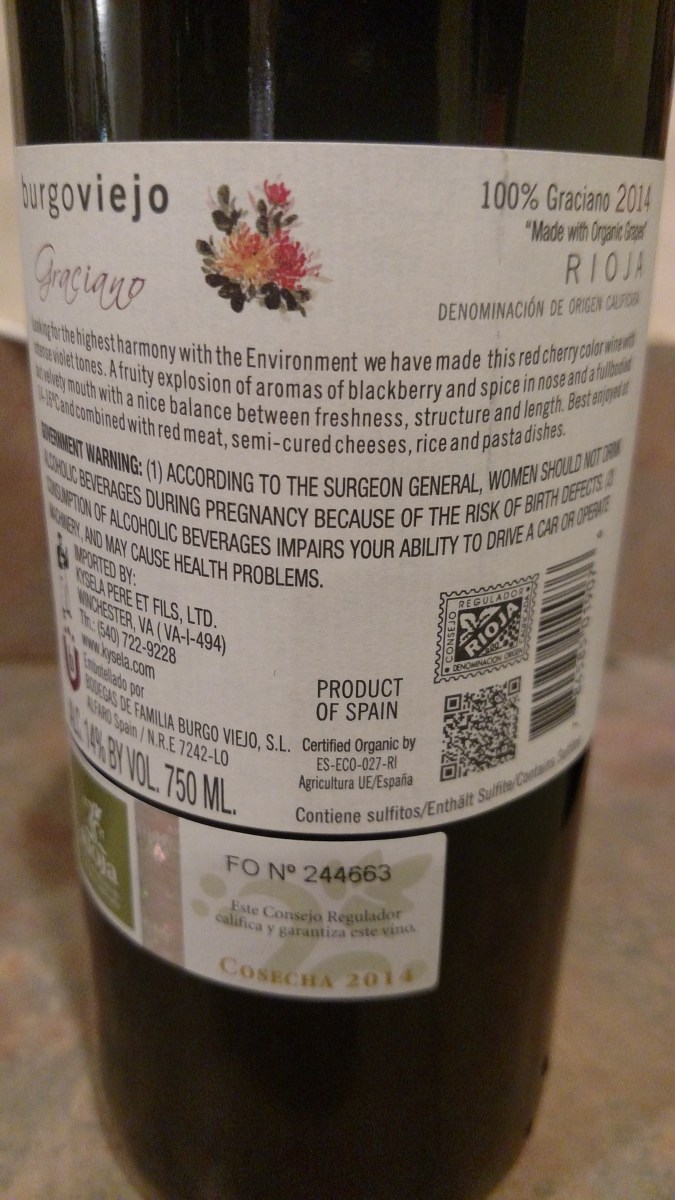 burgoviejo
Graciano
100% Graciano 2014
"Made with Organic Grapes"
RIOJA
DENOMINACIÓN DE ORIGEN CALIFICADA
looking for the highest harmony with the Environment we have made this red cherry color wine with
intense violet tones. A fruity explosion of aromas of blackberry and spice in nose and a fullbodied
but velvety mouth with a nice balance between freshness, structure and length. Best enjoyed at
14-16ºC and combined with red meat, semi-cured cheeses, rice and pasta dishes.
GOVERNMENT WARNING: (1) ACCORDING TO THE SURGEON GENERAL, WOMEN SHOULD NOT DRINK
ALCOHOLIC BEVERAGES DURING PREGNANCY BECAUSE OF THE RISK OF BIRTH DEFECTS. (2)
CONSUMPTION OF ALCOHOLIC BEVERAGES IMPAIRS YOUR ABILITY TO DRIVE A CAR OR OPERATE
MACHINERY, AND MAY CAUSE HEALTH PROBLEMS.
IMPORTED BY:
KYSELA PERE ET FILS, LTD.
WINCHESTER, VA ( VA-I-494)
Tfn.: (540) 722-9228
www.kysela.com
Embotellado por
BODEGAS DE FAMILIA BURGO VIEJO, S.L.
ALFARO Spain / N.R.E 7242-LO
ALC. 14% BY VOL. 750 ML.
PRODUCT
OF SPAIN
Certified Organic by
ES-ECO-027-RI
Agricultura UE/España
CONSEJO REGULADOR
RIOJA
DENOMINACION ORIGEN CALIFICADA
Contiene sulfitos/Enthält Sulfite/Contains Sulfites
Rioja
FO Nº 244663
Este Consejo Regulador
califica y garantiza este vino.
COSECHA 2014